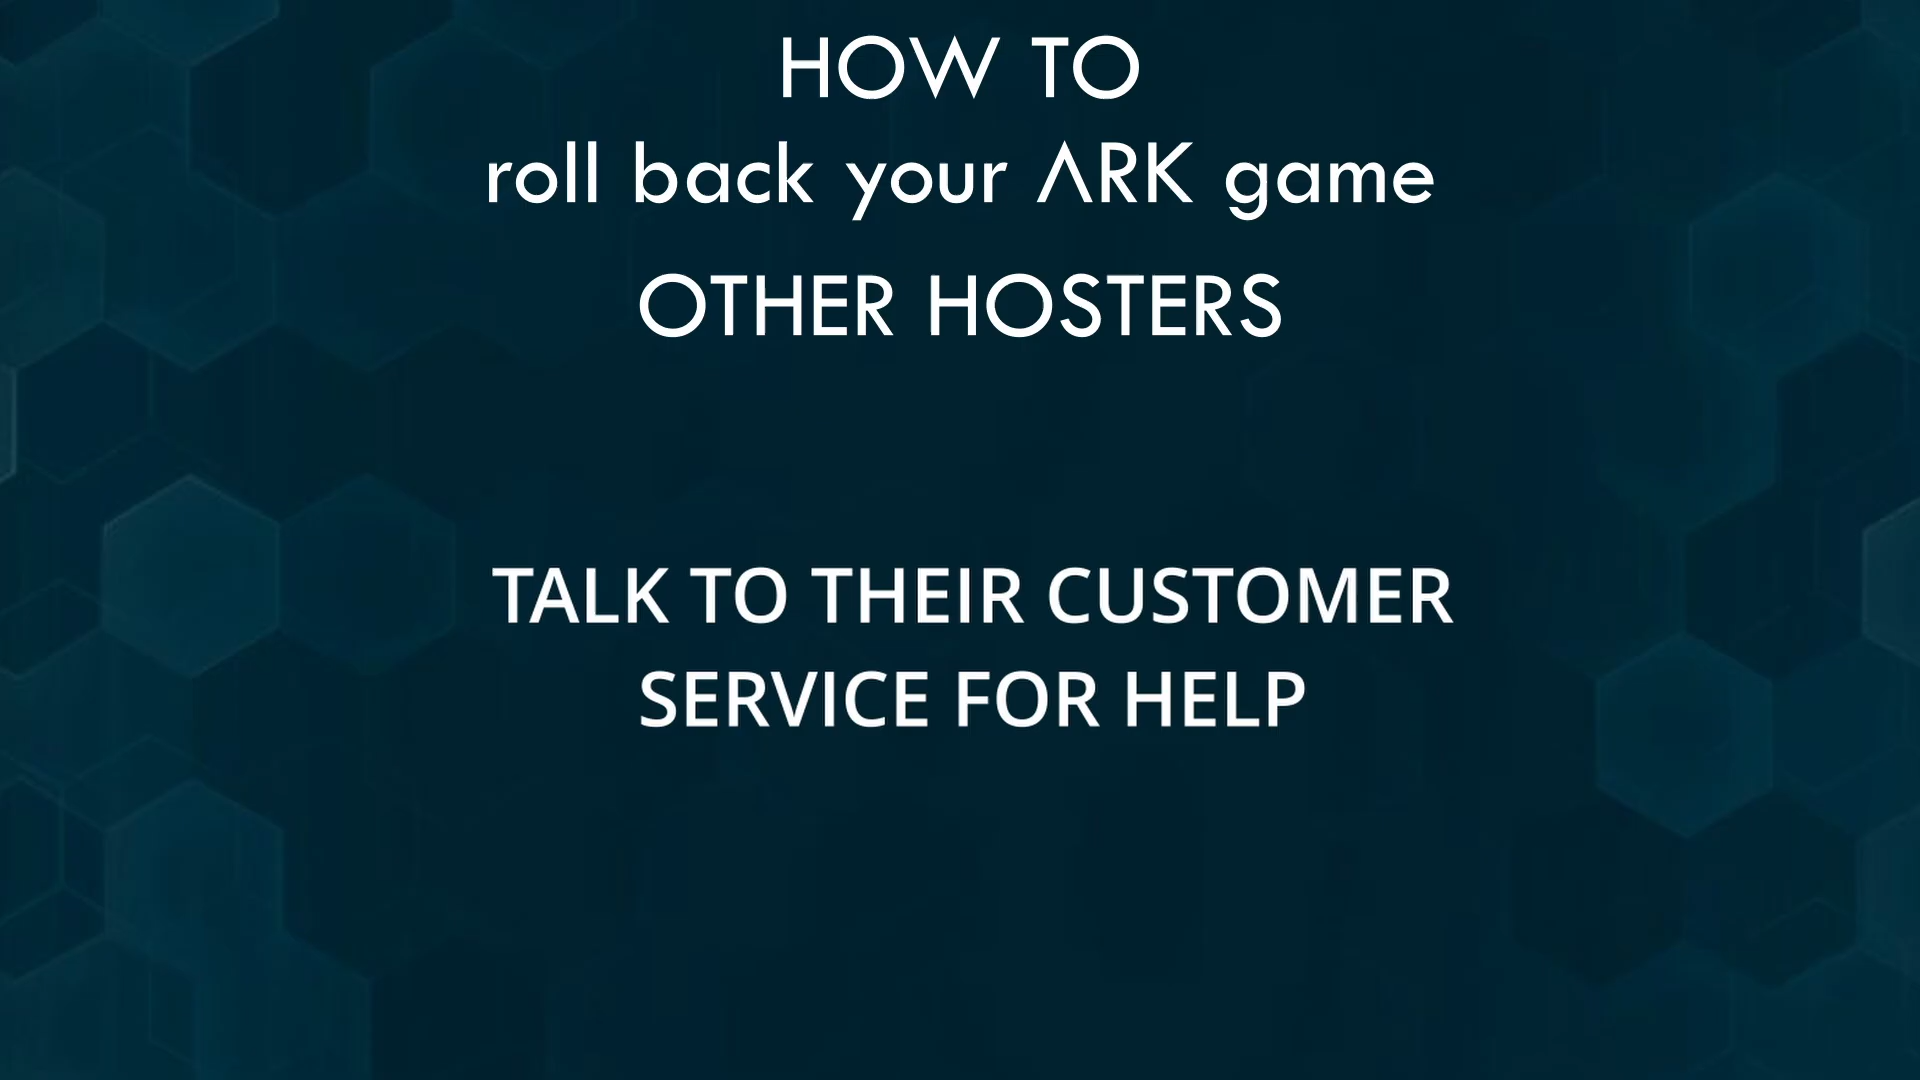 HOW TO
roll back your ARK game
OTHER HOSTERS
TALK TO THEIR CUSTOMER
SERVICE FOR HELP